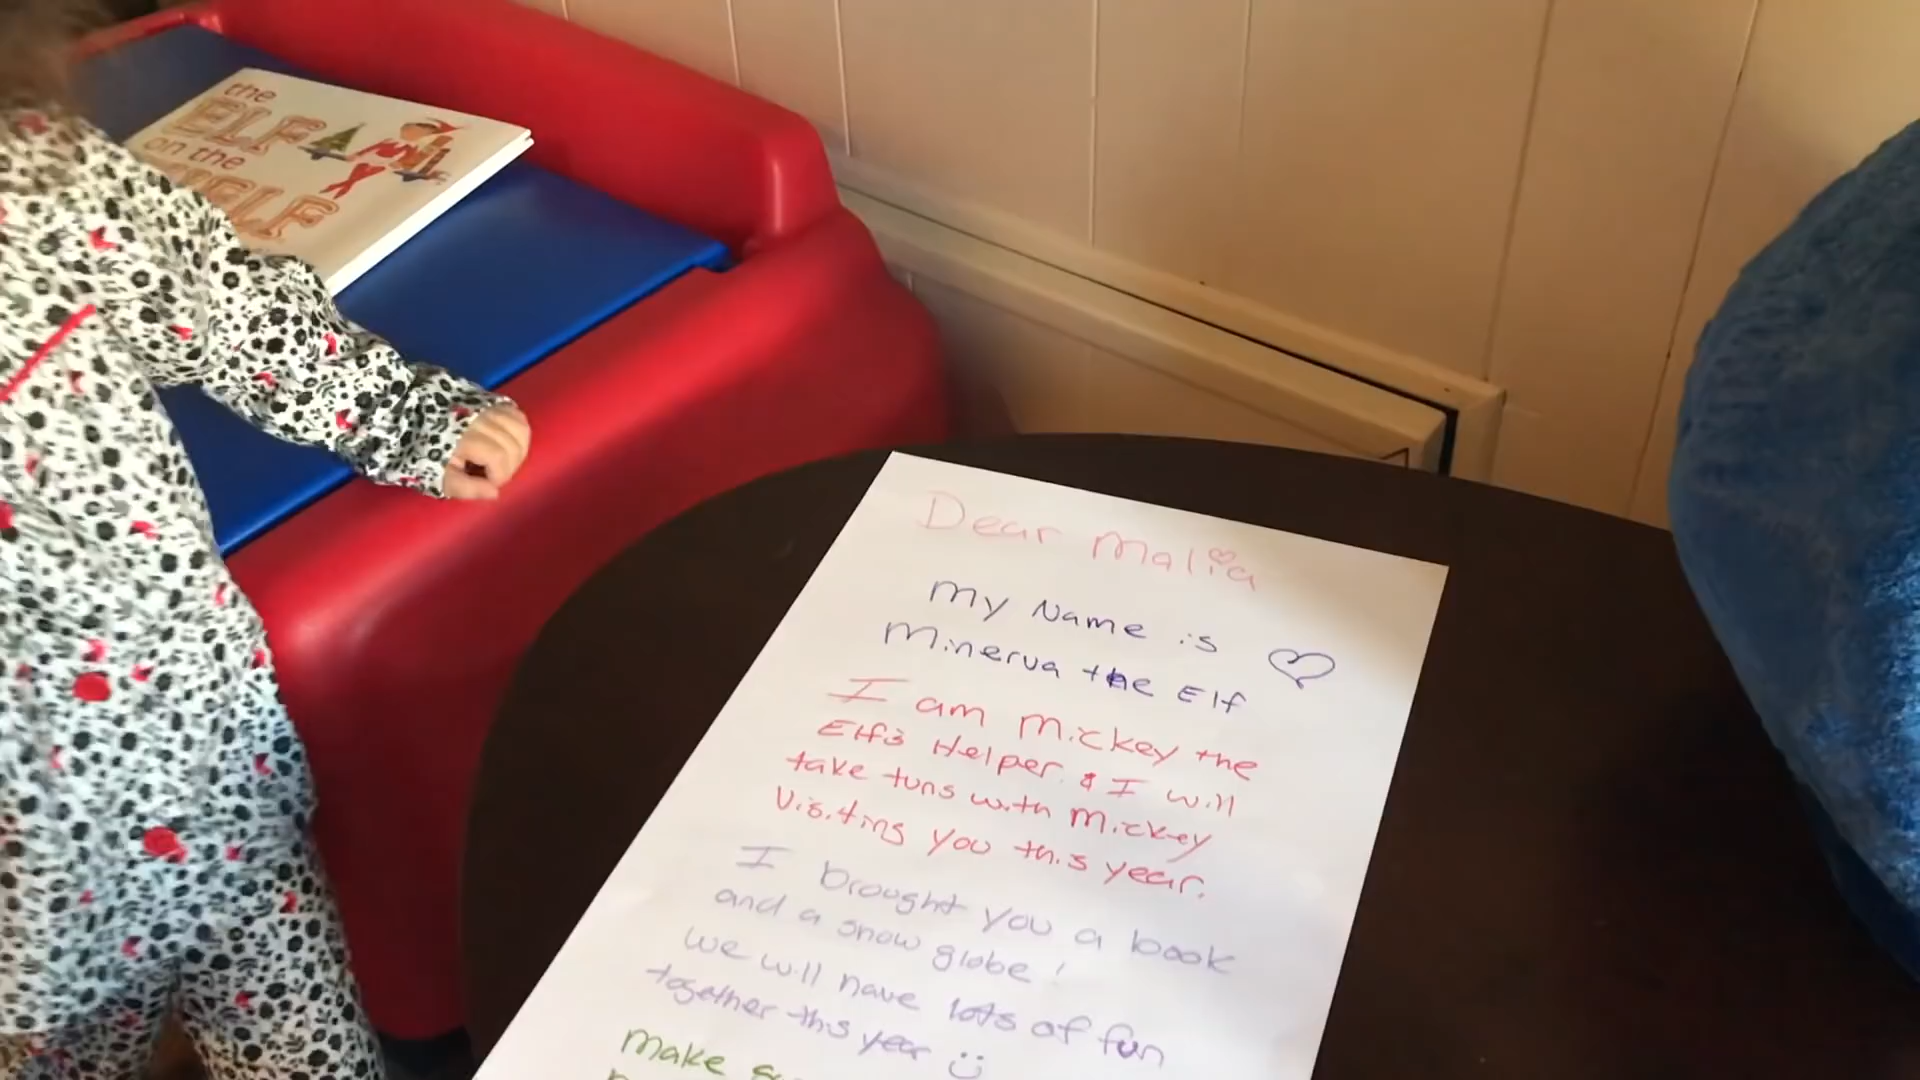 the
ELF
on the
SHELF
Dear Malia
My Name is
Minerva the Elf
I am Mickey the
Elf's Helper. & I will
take tuns with Mickey
Visiting you this year.
I brought you a book
and a snow globe!
we will have lots of fun
together this year
make